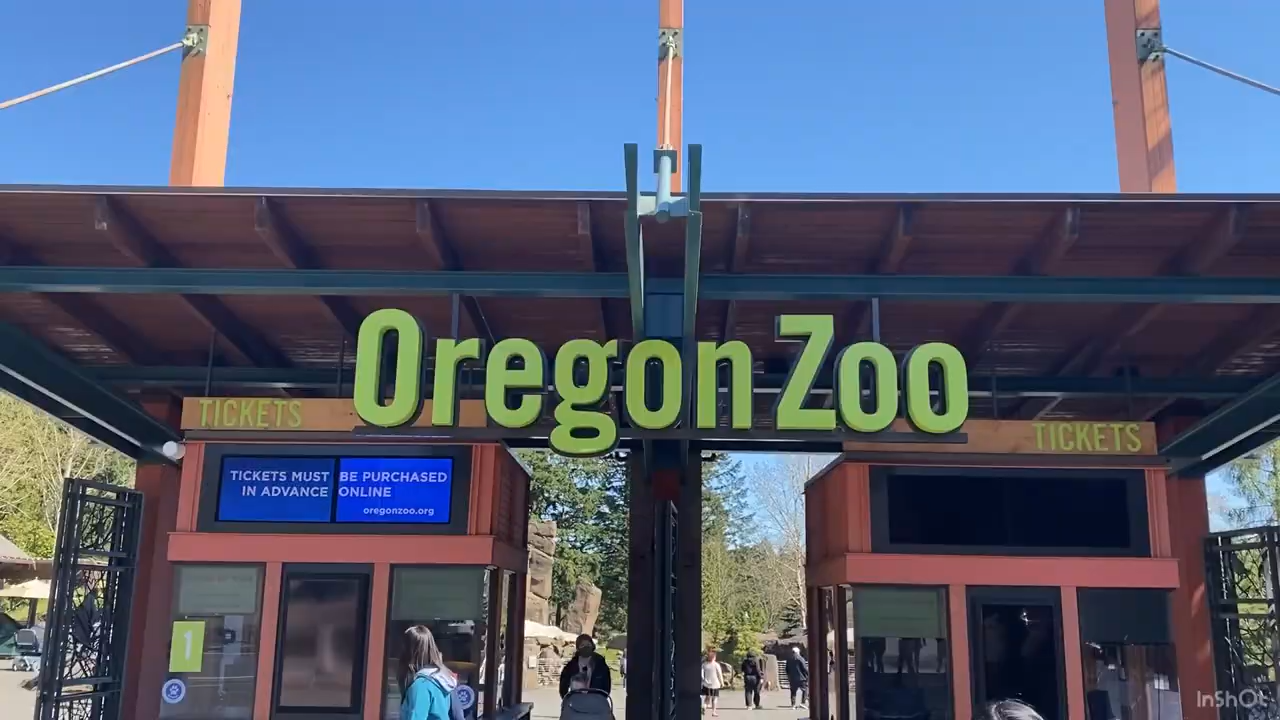 Oregon Zoo
TICKETS
TICKETS
TICKETS MUST BE PURCHASED
IN ADVANCE ONLINE
oregonzoo.org
1
InShOt